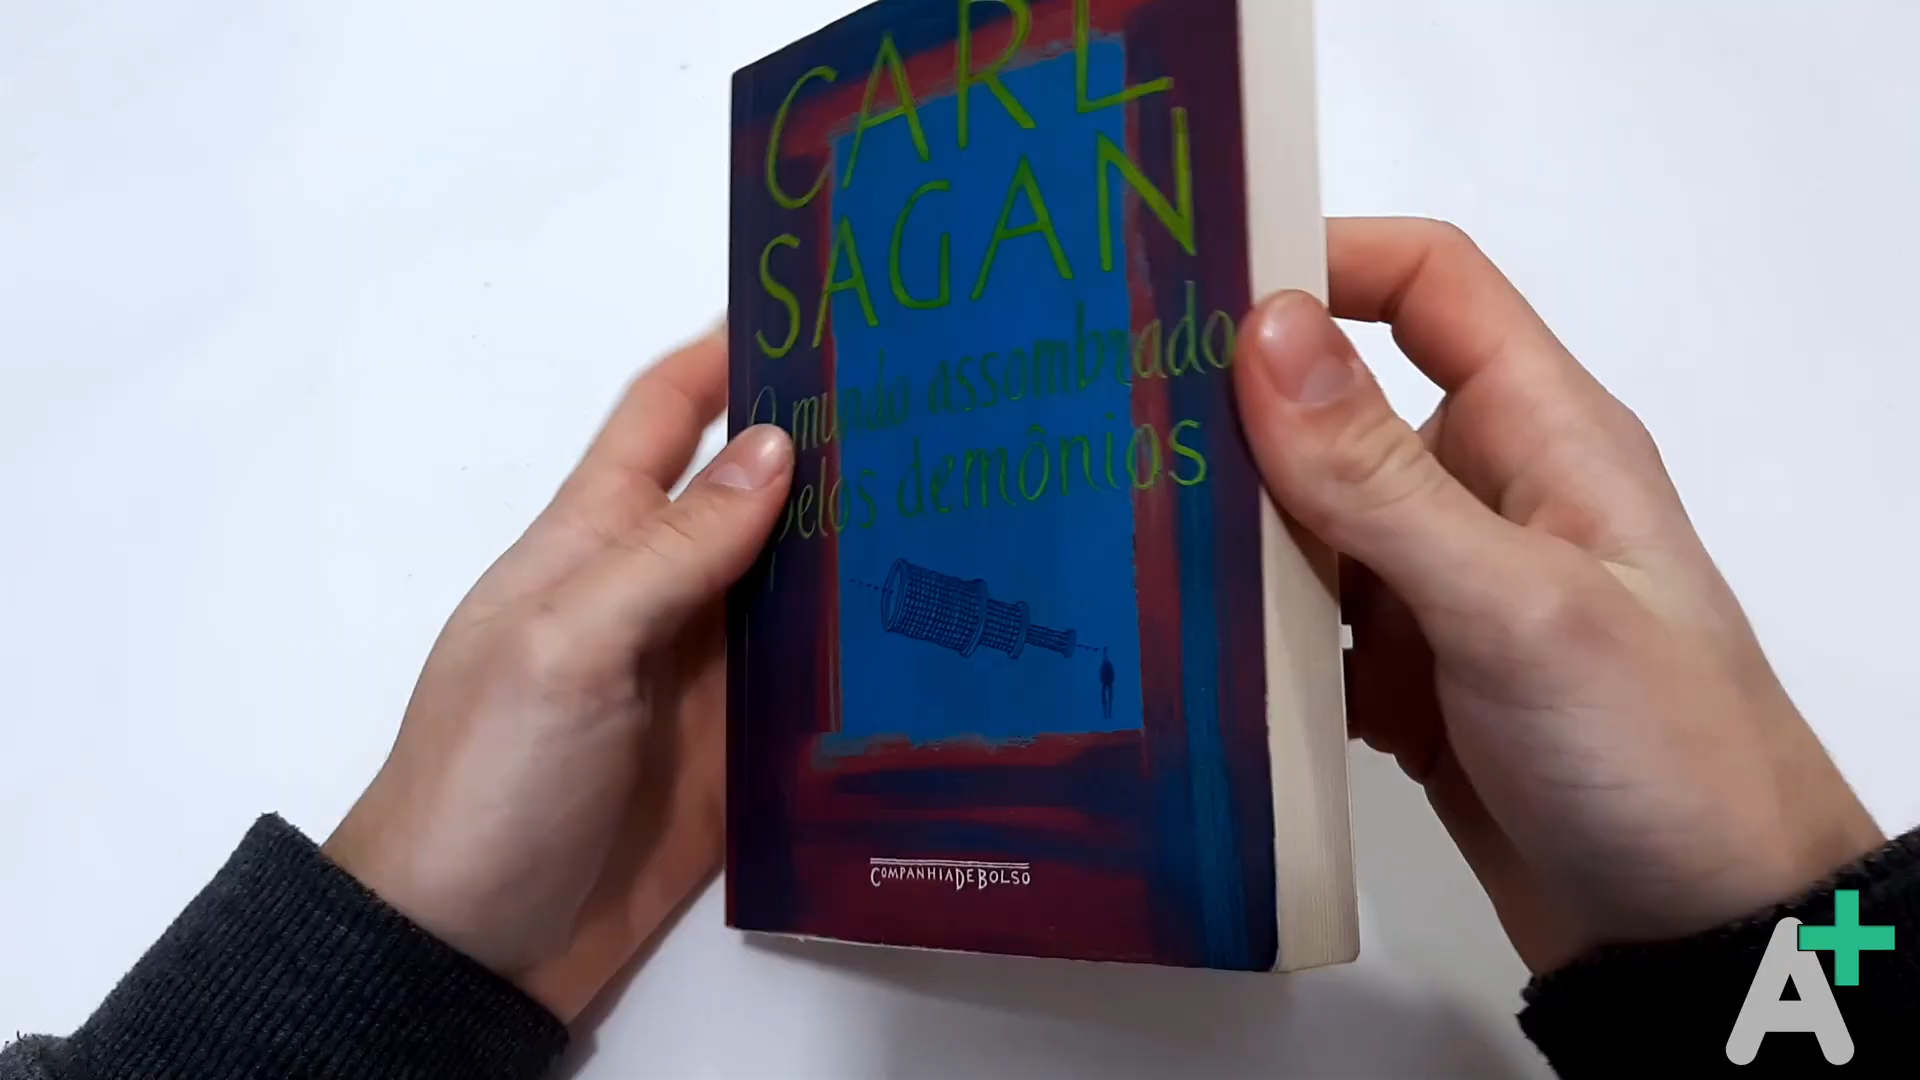 CARL
SAGAN
O mundo assombrado
pelos demônios
COMPANHIA DE BOLSO
A+